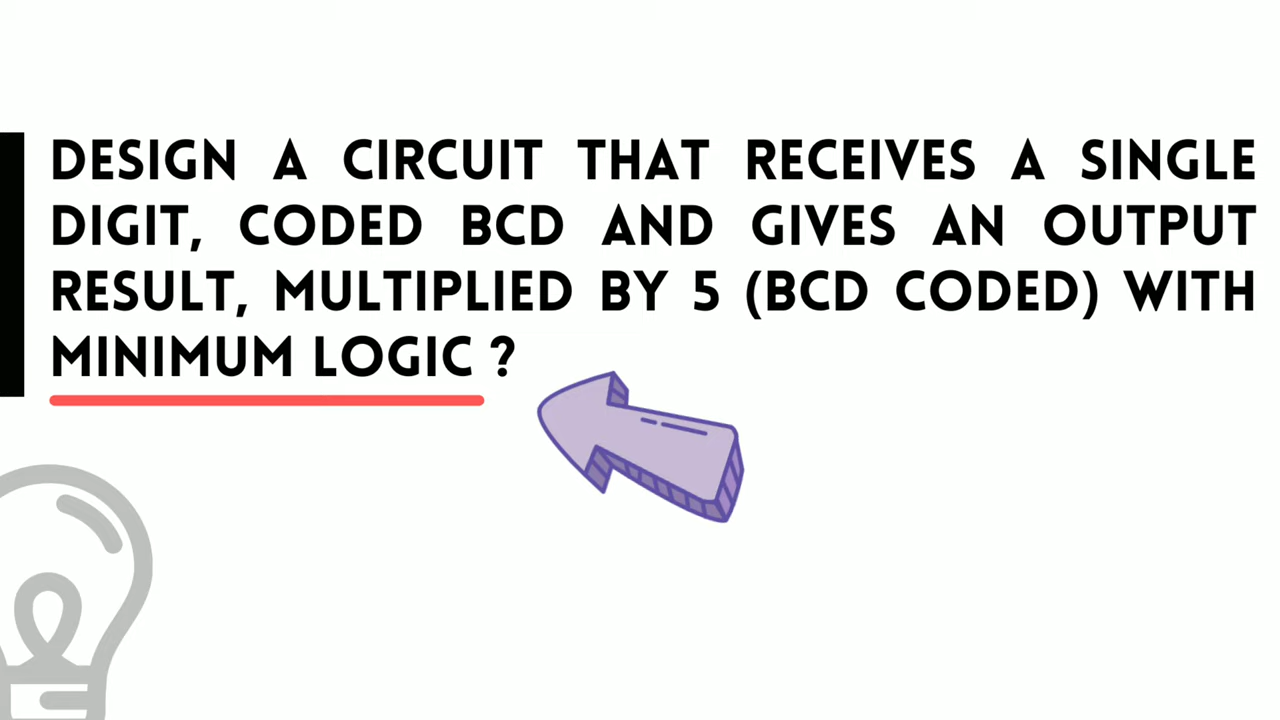 DESIGN A CIRCUIT THAT RECEIVES A SINGLE
DIGIT, CODED BCD AND GIVES AN OUTPUT
RESULT, MULTIPLIED BY 5 (BCD CODED) WITH
MINIMUM LOGIC ?